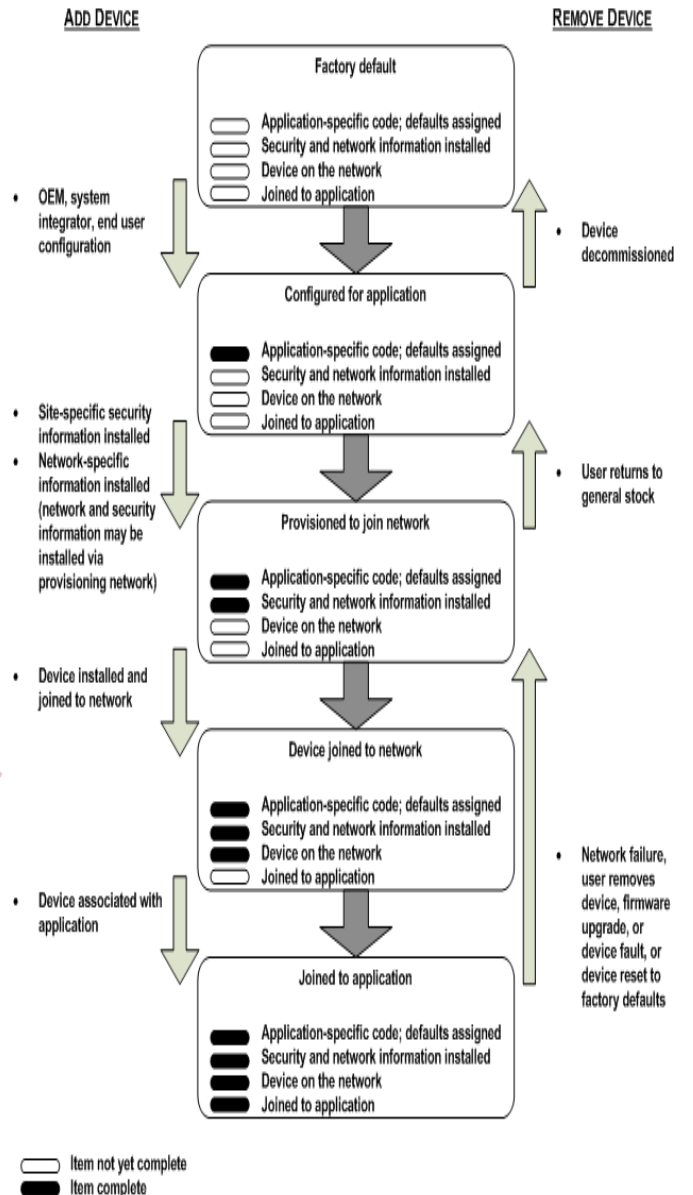 ADD DEVICE
REMOVE DEVICE
Factory default
Application-specific code; defaults assigned
Security and network information installed
Device on the network
Joined to application
• OEM, system
integrator, end user
configuration
• Device
decommissioned
Configured for application
Application-specific code; defaults assigned
Security and network information installed
Device on the network
Joined to application
• Site-specific security
information installed
• Network-specific
information installed
(network and security
information may be
installed via
provisioning network)
• User returns to
general stock
Provisioned to join network
Application-specific code; defaults assigned
Security and network information installed
Device on the network
Joined to application
• Device installed and
joined to network
Device joined to network
Application-specific code; defaults assigned
Security and network information installed
Device on the network
Joined to application
• Device associated with
application
• Network failure,
user removes
device, firmware
upgrade, or
device fault, or
device reset to
factory defaults
Joined to application
Application-specific code; defaults assigned
Security and network information installed
Device on the network
Joined to application
Item not yet complete
Item complete